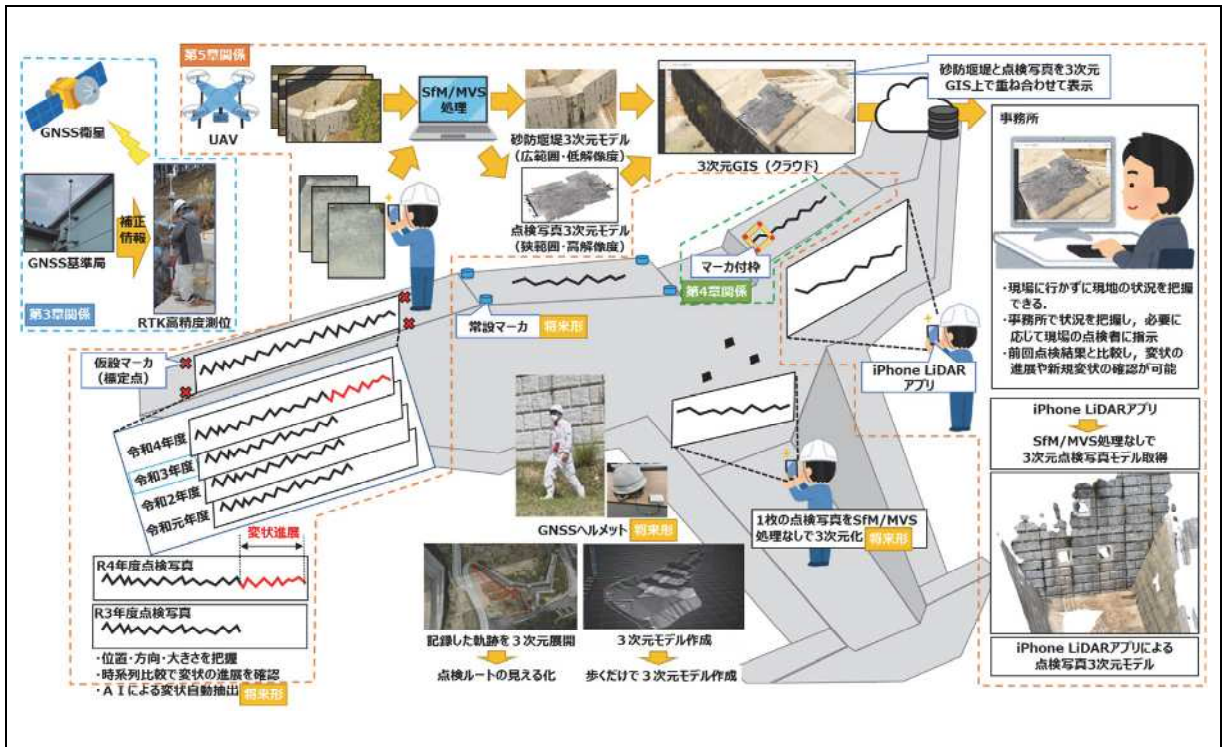 第5章関係
GNSS衛星
UAV
SfM/MVS
処理
砂防堰堤3次元モデル
（広範囲・低解像度）
点検写真3次元モデル
（狭範囲・高解像度）
3次元GIS（クラウド）
砂防堰堤と点検写真を3次元
GIS上で重ね合わせて表示
事務所
GNSS基準局
補正
情報
RTK高精度測位
第3章関係
マーカ付枠
第4章関係
常設マーカ 将来形
仮設マーカ
（標定点）
iPhone LiDAR
アプリ
・現場に行かずに現地の状況を把握
できる．
・事務所で状況を把握し，必要に
応じて現場の点検者に指示
・前回点検結果と比較し，変状の
進展や新規変状の確認が可能
令和4年度
令和3年度
令和2年度
令和元年度
変状進展
R4年度点検写真
R3年度点検写真
・位置・方向・大きさを把握
・時系列比較で変状の進展を確認
・ＡＩによる変状自動抽出 将来形
GNSSヘルメット 将来形
記録した軌跡を３次元展開
点検ルートの見える化
３次元モデル作成
歩くだけで３次元モデル作成
1枚の点検写真をSfM/MVS
処理なしで3次元化 将来形
iPhone LiDARアプリ
SfM/MVS処理なしで
3次元点検写真モデル取得
iPhone LiDARアプリによる
点検写真3次元モデル